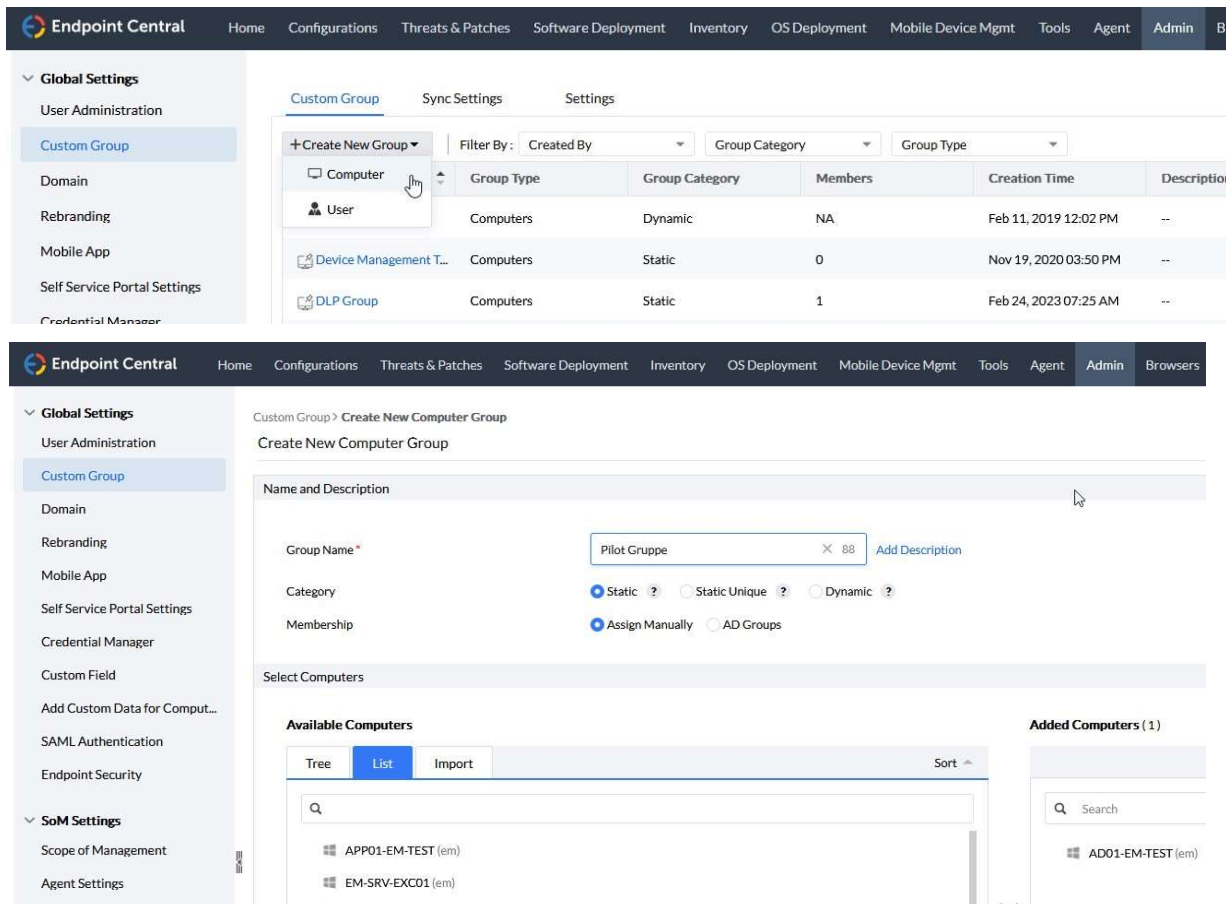 Endpoint Central Home Configurations Threats & Patches Software Deployment Inventory OS Deployment Mobile Device Mgmt Tools Agent Admin B
Global Settings
User Administration
Custom Group
Domain
Rebranding
Mobile App
Self Service Portal Settings
Credential Manager
Custom Group Sync Settings Settings
+Create New Group Filter By : Created By Group Category Group Type
Computer
User
Group Type Group Category Members Creation Time Description
Computers Dynamic NA Feb 11, 2019 12:02 PM --
Device Management T... Computers Static 0 Nov 19, 2020 03:50 PM --
DLP Group Computers Static 1 Feb 24, 2023 07:25 AM --
Endpoint Central Home Configurations Threats & Patches Software Deployment Inventory OS Deployment Mobile Device Mgmt Tools Agent Admin Browsers
Global Settings
User Administration
Custom Group
Domain
Rebranding
Mobile App
Self Service Portal Settings
Credential Manager
Custom Field
Add Custom Data for Comput...
SAML Authentication
Endpoint Security
SoM Settings
Scope of Management
Agent Settings
Custom Group > Create New Computer Group
Create New Computer Group
Name and Description
Group Name * Pilot Gruppe 88 Add Description
Category Static ? Static Unique ? Dynamic ?
Membership Assign Manually AD Groups
Select Computers
Available Computers
Tree List Import Sort
APP01-EM-TEST (em)
EM-SRV-EXC01 (em)
Added Computers (1)
Search
AD01-EM-TEST (em)